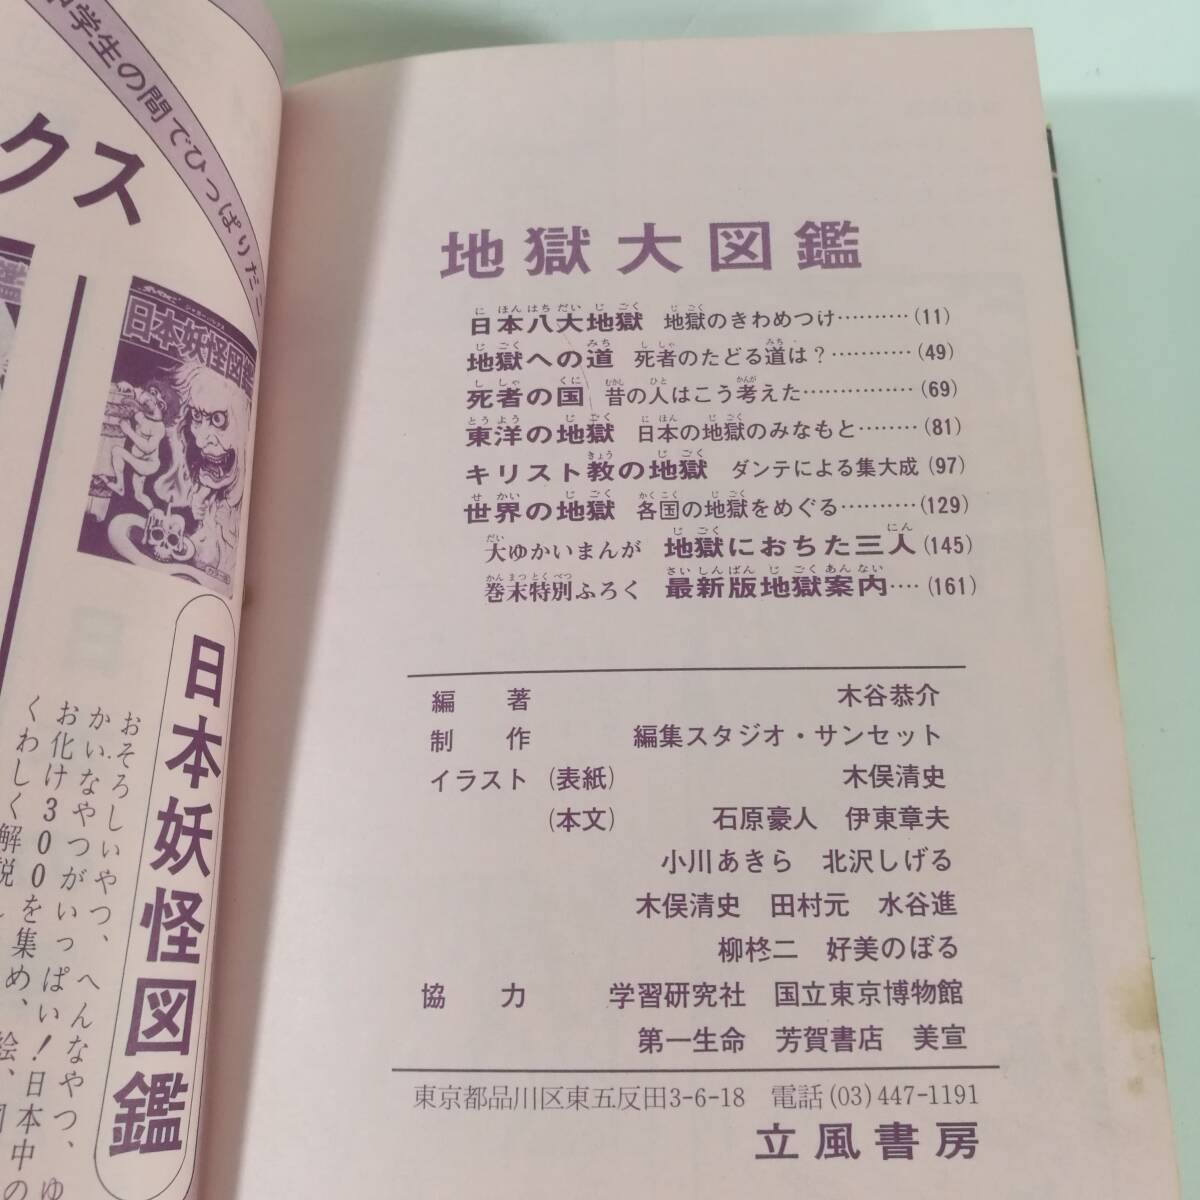 中学生の間でひっぱりだこ
クス
日本妖怪図鑑
日本妖怪図鑑
おそろしいやつ、へんなやつ、ゆ
かいなやつがいっぱい！日本中の
お化け300を集め、絵、
くわしく解説
地獄大図鑑
日本八大地獄 地獄のきわめつけ…………(11)
地獄への道 死者のたどる道は？…………(49)
死者の国 昔の人はこう考えた……………(69)
東洋の地獄 日本の地獄のみなもと………(81)
キリスト教の地獄 ダンテによる集大成(97)
世界の地獄 各国の地獄をめぐる…………(129)
大ゆかいまんが 地獄におちた三人(145)
巻末特別ふろく 最新版地獄案内……(161)
編著 木谷恭介
制作 編集スタジオ・サンセット
イラスト(表紙) 木俣清史
(本文) 石原豪人 伊東章夫
小川あきら 北沢しげる
木俣清史 田村元 水谷進
柳柊二 好美のぼる
協力 学習研究社 国立東京博物館
第一生命 芳賀書店 美宣
東京都品川区東五反田3-6-18 電話(03)447-1191
立風書房